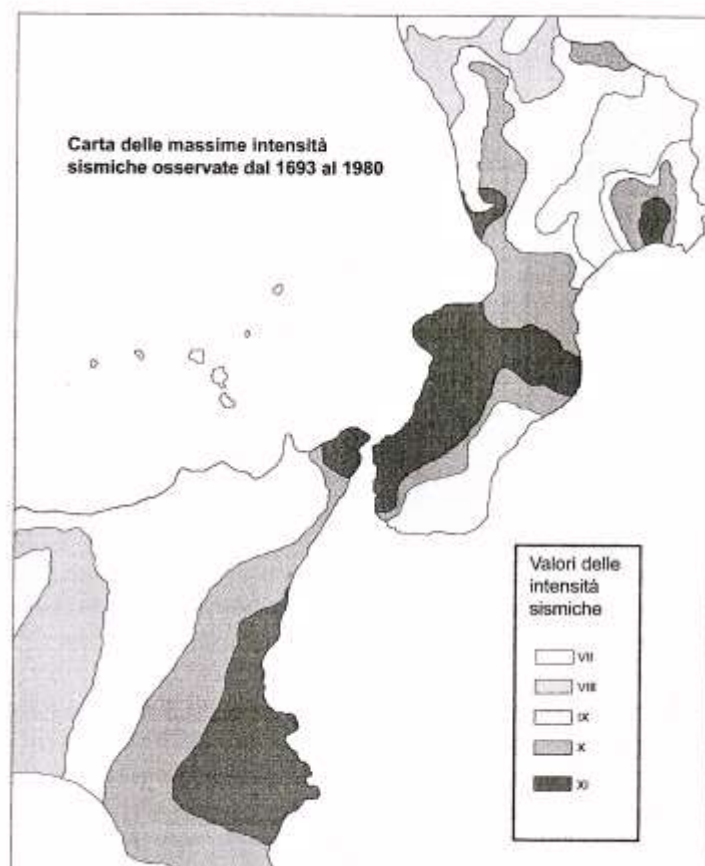 Carta delle massime intensità
sismiche osservate dal 1693 al 1980
Valori delle
intensità
sismiche
VII
VIII
IX
X
XI